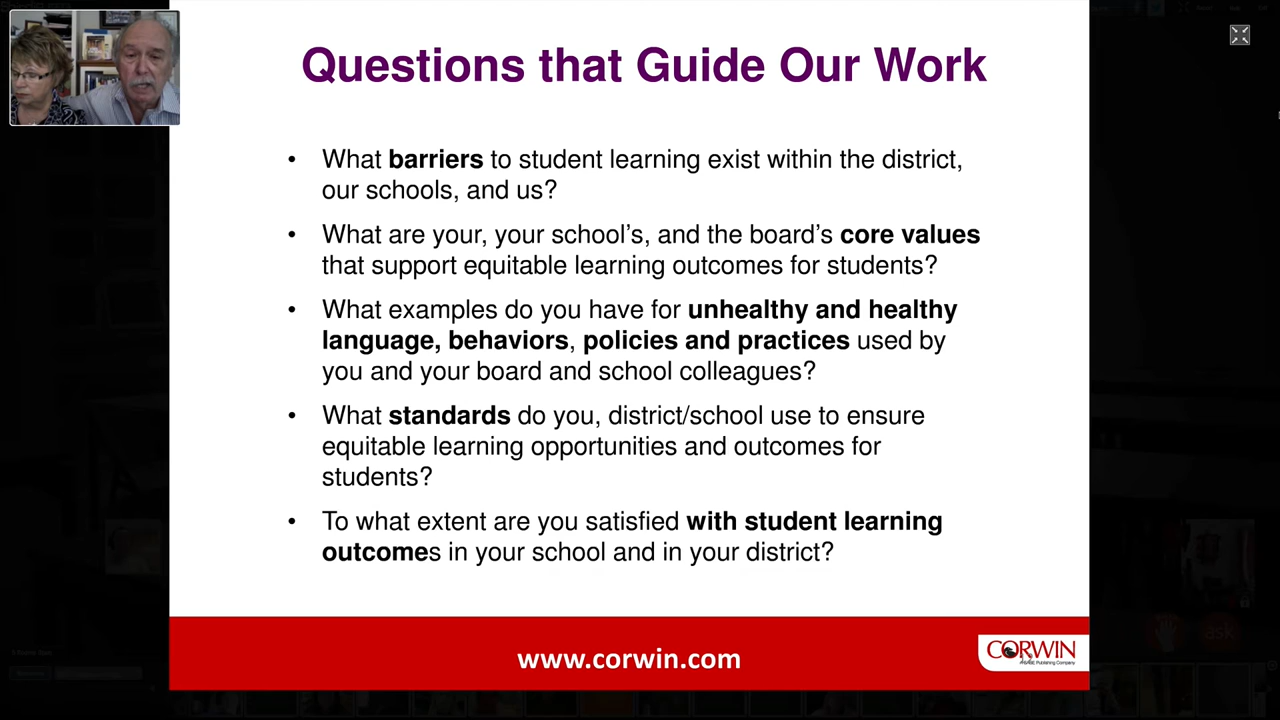 Questions that Guide Our Work
• What barriers to student learning exist within the district,
our schools, and us?
• What are your, your school’s, and the board’s core values
that support equitable learning outcomes for students?
• What examples do you have for unhealthy and healthy
language, behaviors, policies and practices used by
you and your board and school colleagues?
• What standards do you, district/school use to ensure
equitable learning opportunities and outcomes for
students?
• To what extent are you satisfied with student learning
outcomes in your school and in your district?
www.corwin.com
CORWIN
Publishing Company
ask